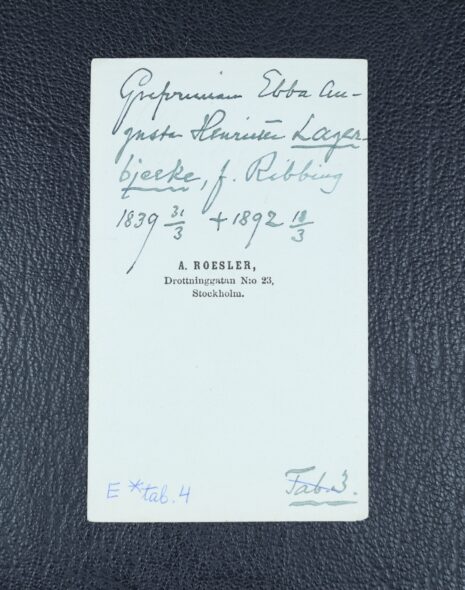 Grefvinnan Ebba Au-
gusta Henriette Lager-
bjelke, f. Ribbing
1839 31/3 + 1892 18/3
A. ROESLER,
Drottninggatan N:o 23,
Stockholm.
E * tab. 4
Tab. 3.